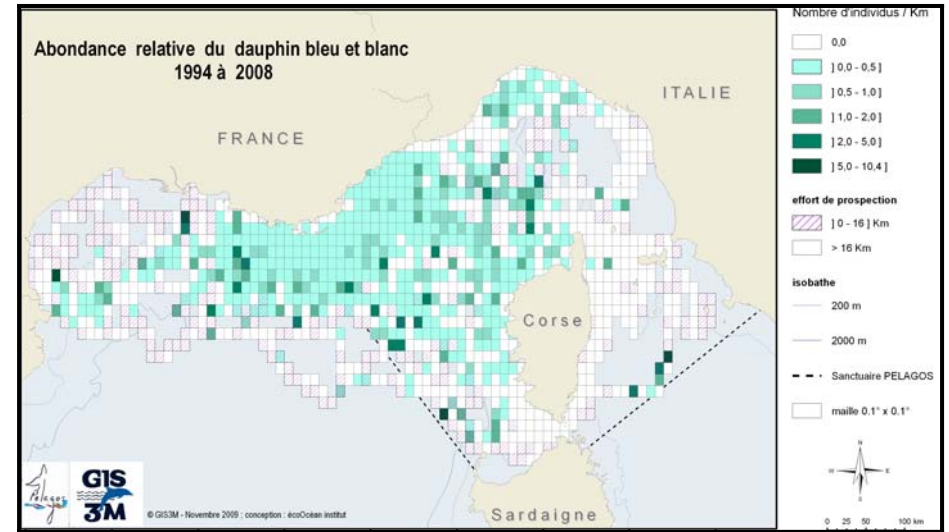 Abondance relative du dauphin bleu et blanc
1994 à 2008
FRANCE
ITALIE
Corse
Sardaigne
Pelagos
GIS
3M
© GIS3M - Novembre 2009 : conception : écoOcéan institut
Nombre d'individus / Km
0,0
] 0,0 - 0,5 ]
] 0,5 - 1,0 ]
] 1,0 - 2,0 ]
] 2,0 - 5,0 ]
] 5,0 - 10,4 ]
effort de prospection
] 0 - 16 ] Km
> 16 Km
isobathe
200 m
2000 m
Sanctuaire PELAGOS
maille 0.1° x 0.1°
N
W E
S
0 25 50 100 km